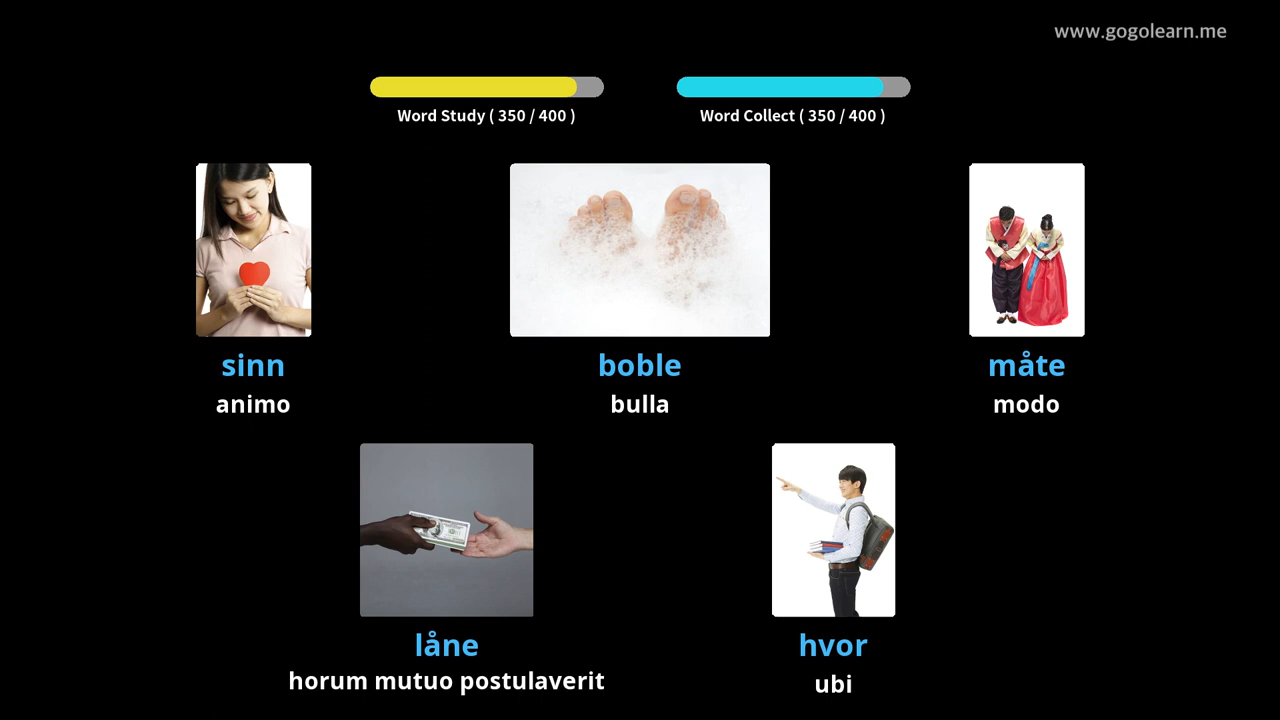 www.gogolearn.me
Word Study ( 350 / 400 )
Word Collect ( 350 / 400 )
sinn
animo
boble
bulla
måte
modo
låne
horum mutuo postulaverit
hvor
ubi